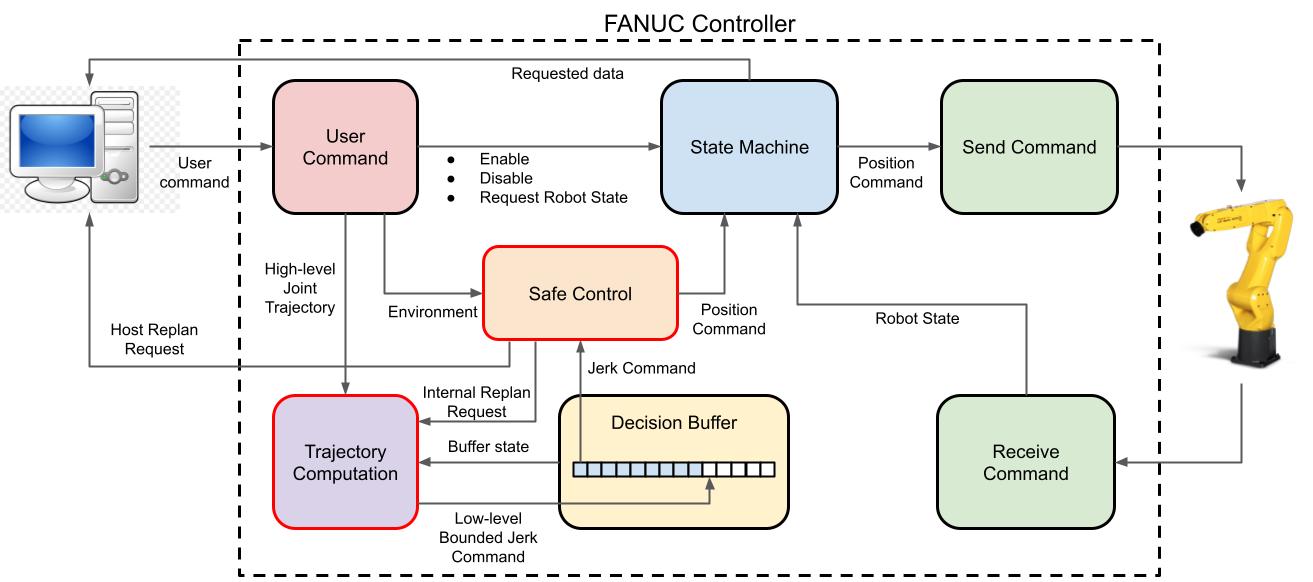 FANUC Controller
Requested data
User
Command
State Machine
Send Command
User
command
● Enable
● Disable
● Request Robot State
Position
Command
High-level
Joint
Trajectory
Safe Control
Environment
Position
Command
Robot State
Host Replan
Request
Jerk Command
Internal Replan
Request
Decision Buffer
Trajectory
Computation
Buffer state
Receive
Command
Low-level
Bounded Jerk
Command